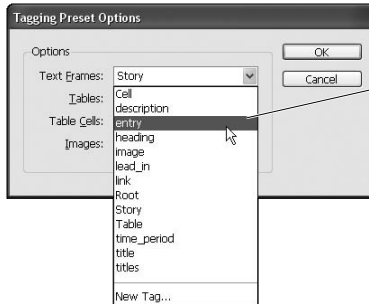 Tagging Preset Options
Options
Text Frames: Story
Tables:
Table Cells:
Images:
OK
Cancel
Cell
description
entry
heading
image
lead_in
link
Root
Story
Table
time_period
title
titles
New Tag...